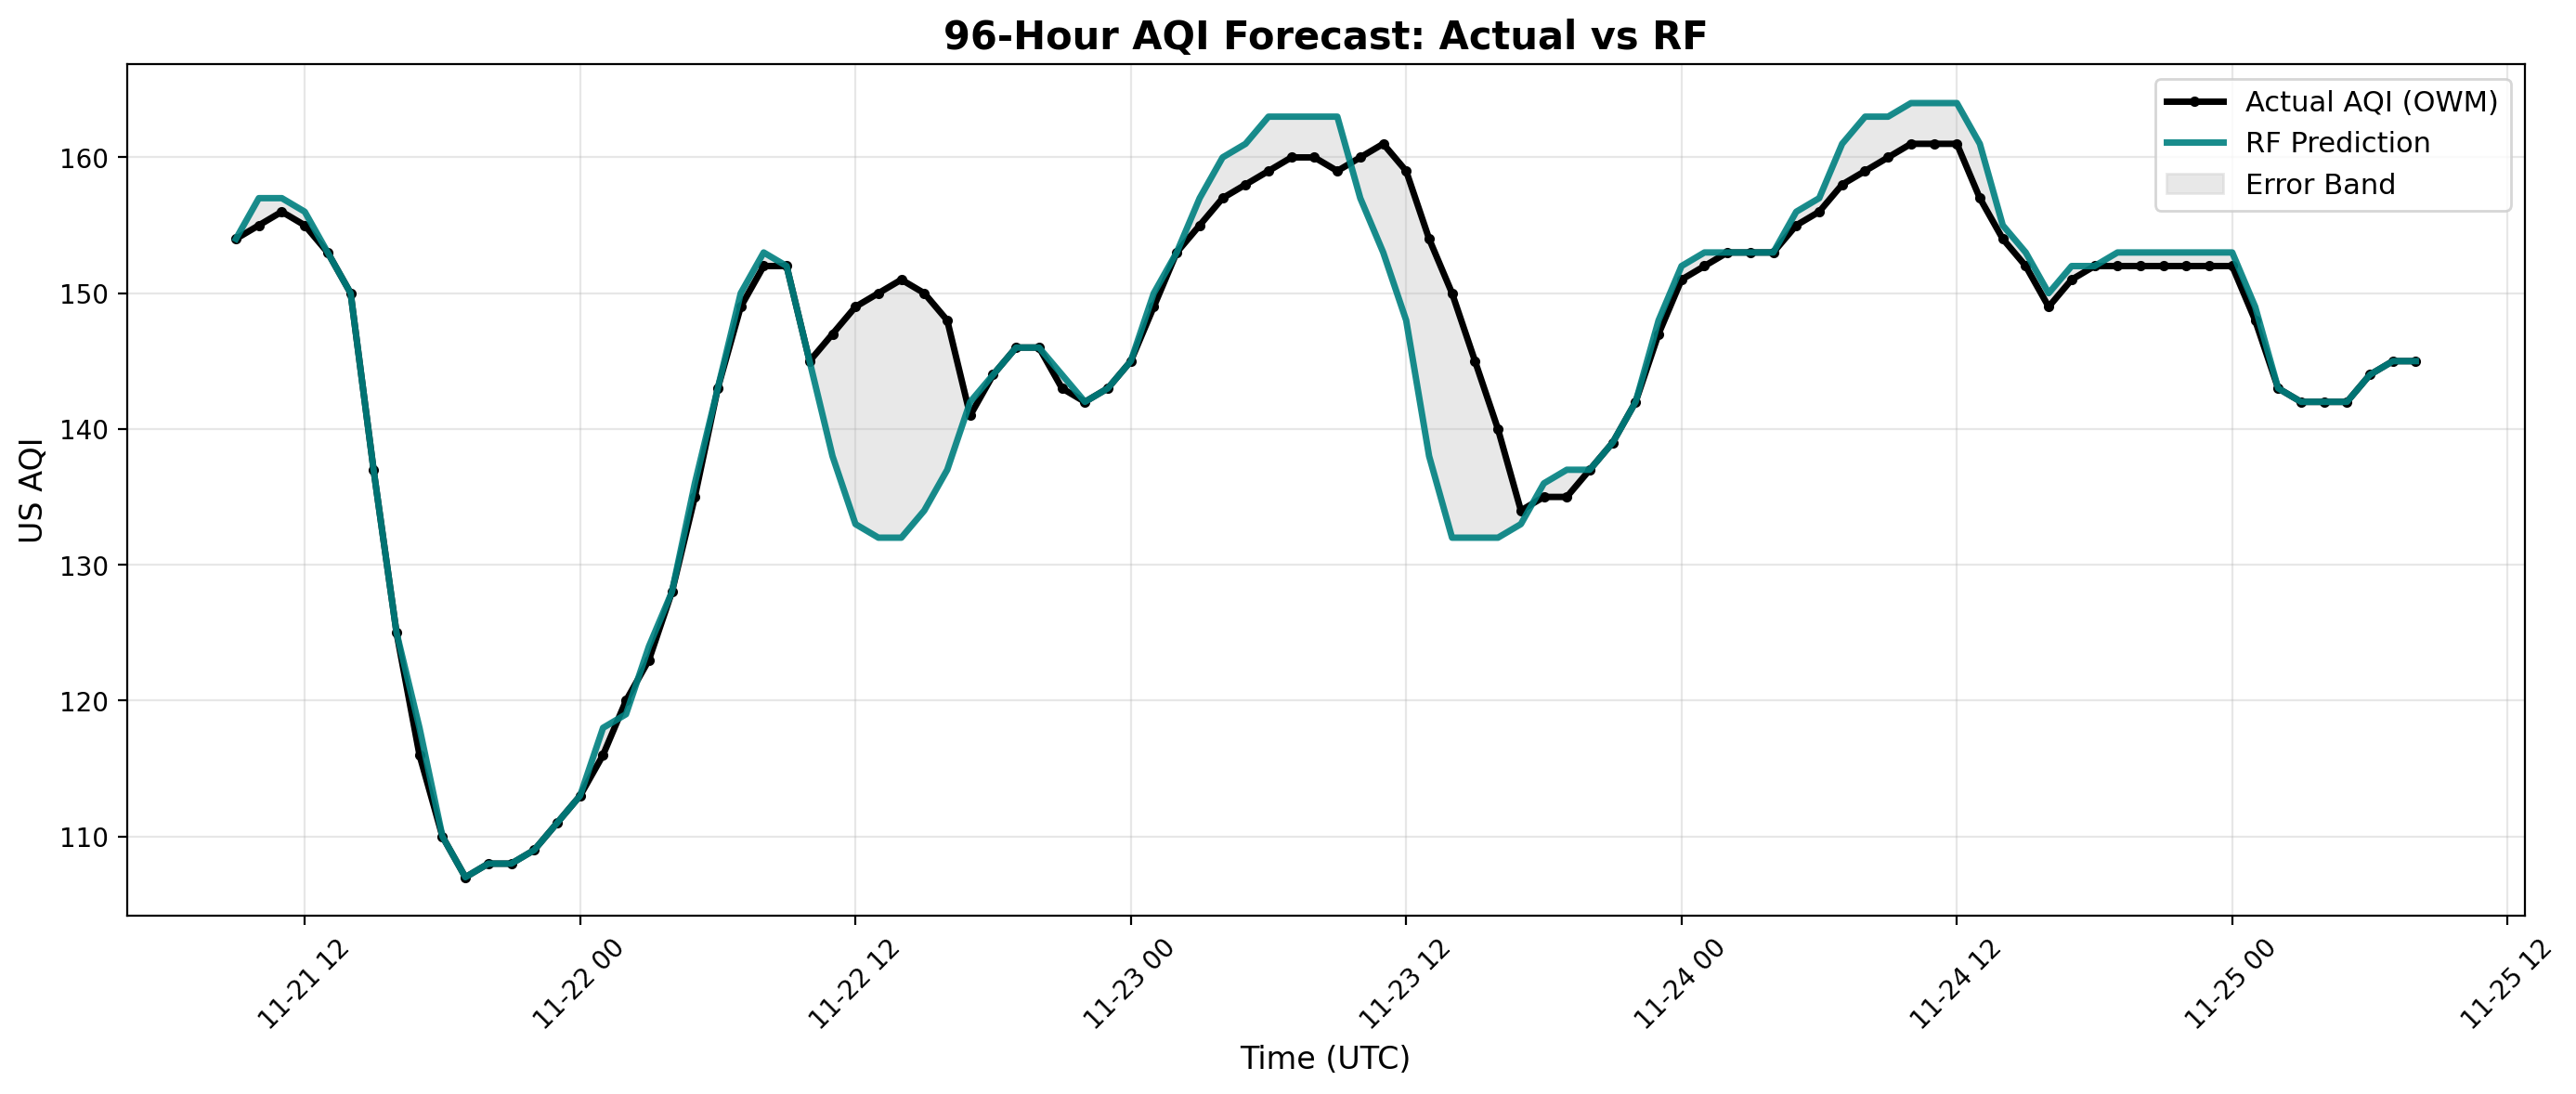 96-Hour AQI Forecast: Actual vs RF
Actual AQI (OWM)
RF Prediction
Error Band
US AQI
160
150
140
130
120
110
11-21 12
11-22 00
11-22 12
11-23 00
11-23 12
11-24 00
11-24 12
11-25 00
11-25 12
Time (UTC)